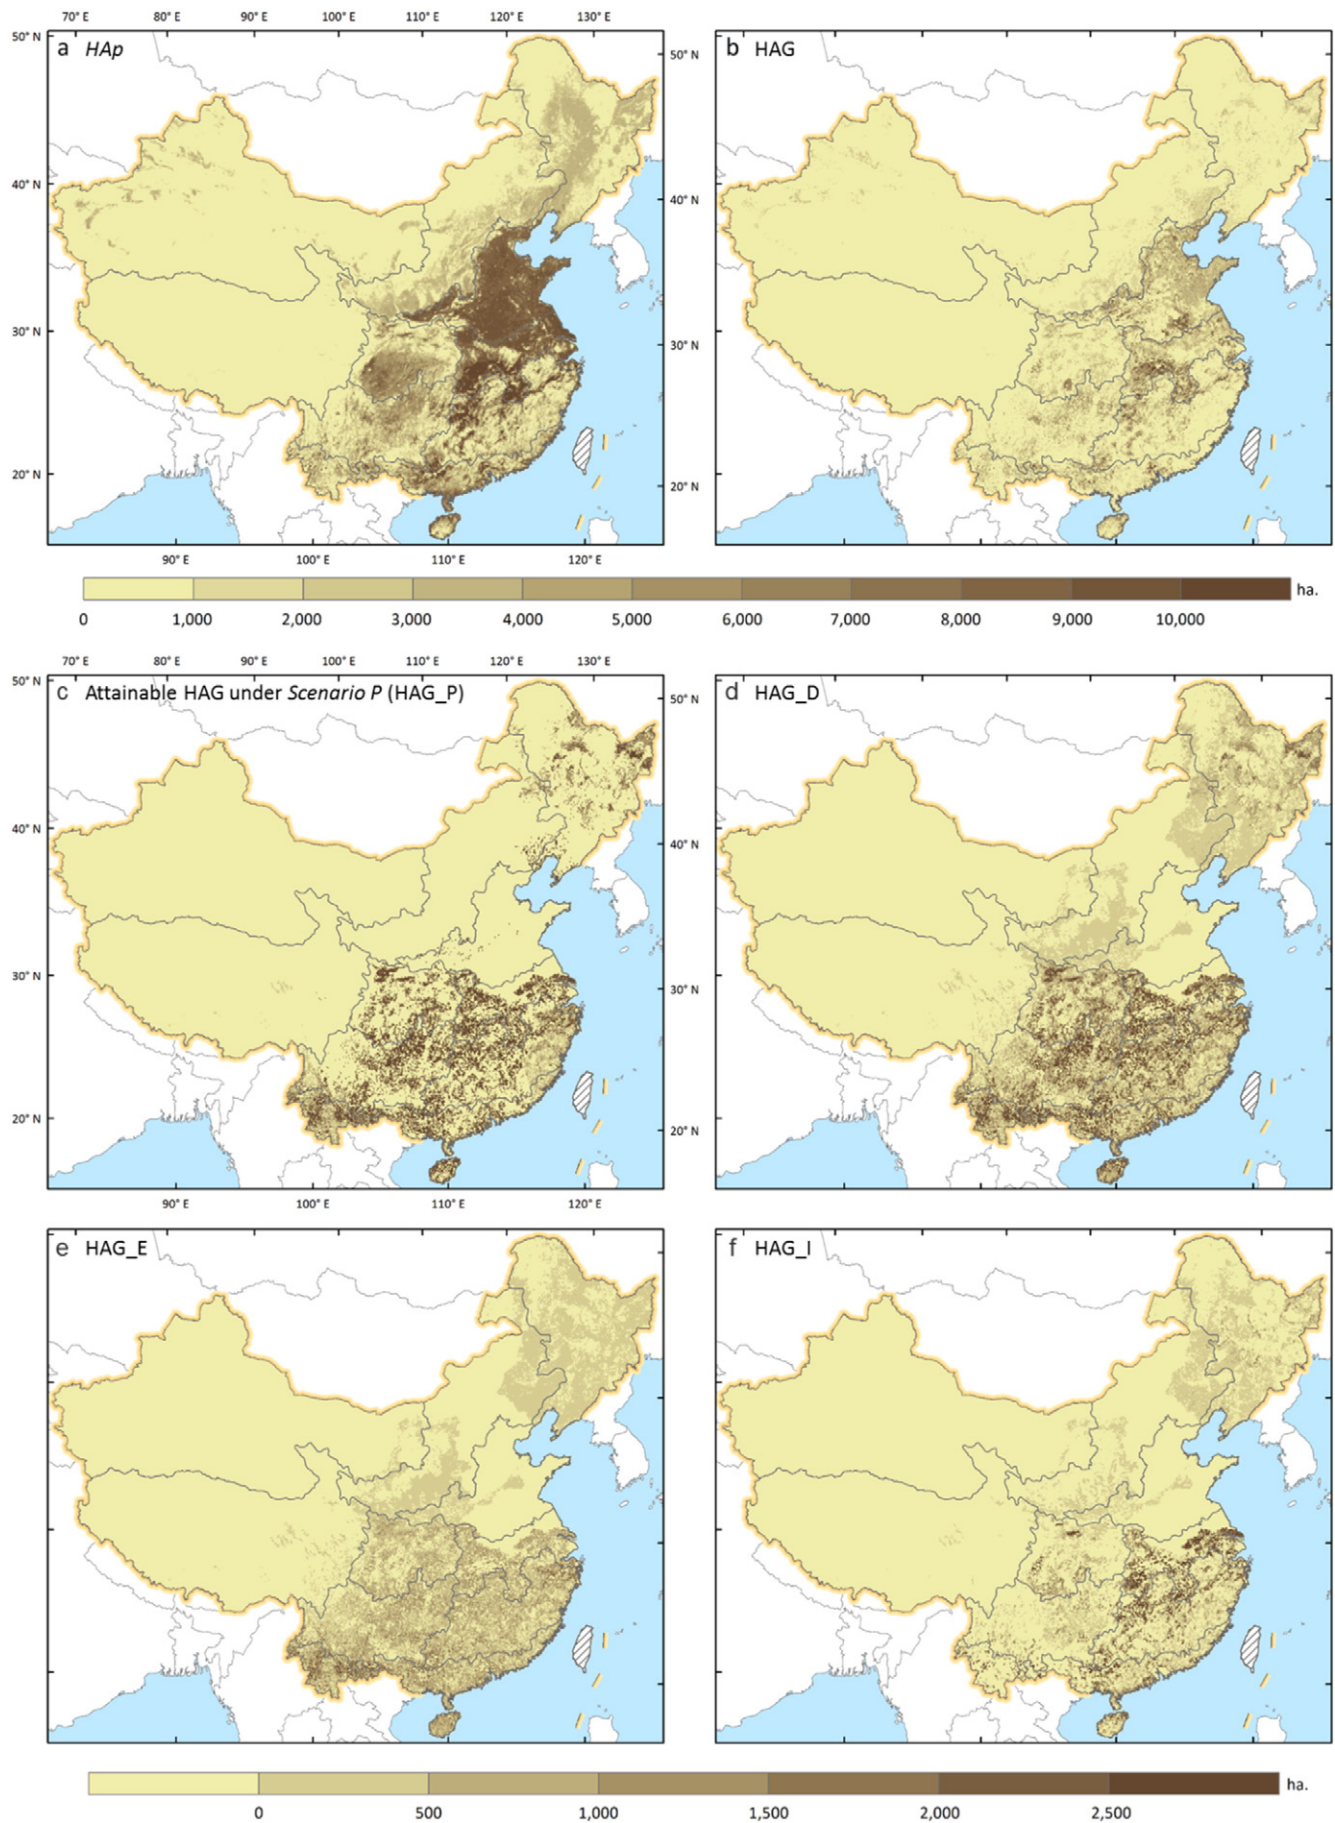 70° E 80° E 90° E 100° E 110° E 120° E 130° E
50° N
a HAp
50° N
b HAG
40° N
40° N
30° N
30° N
20° N
20° N
90° E 100° E 110° E 120° E
ha.
0 1,000 2,000 3,000 4,000 5,000 6,000 7,000 8,000 9,000 10,000
70° E 80° E 90° E 100° E 110° E 120° E 130° E
50° N
c Attainable HAG under Scenario P (HAG_P)
50° N
d HAG_D
40° N
40° N
30° N
30° N
20° N
20° N
90° E 100° E 110° E 120° E
e HAG_E
f HAG_I
ha.
0 500 1,000 1,500 2,000 2,500